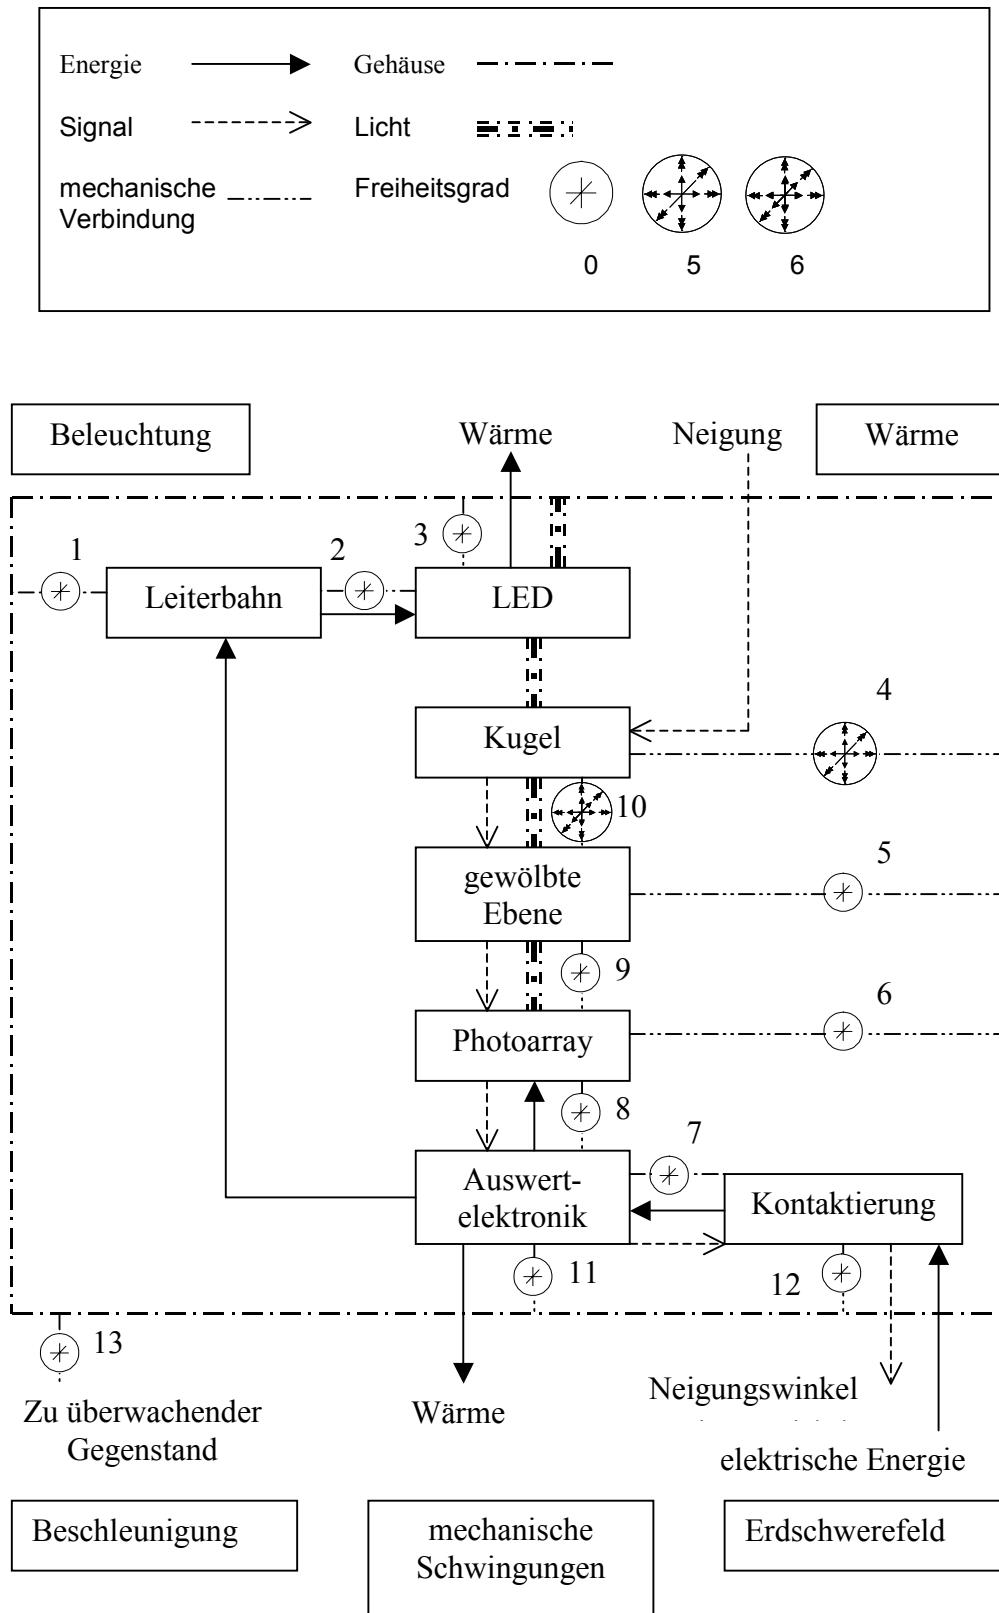 Energie
Gehäuse
Signal
Licht
mechanische
Verbindung
Freiheitsgrad
0
5
6
Beleuchtung
Wärme
Neigung
Wärme
1
2
3
Leiterbahn
LED
4
Kugel
10
5
gewölbte
Ebene
9
6
Photoarray
8
7
Auswert-
elektronik
Kontaktierung
11
12
13
Zu überwachender
Gegenstand
Wärme
Neigungswinkel
elektrische Energie
Beschleunigung
mechanische
Schwingungen
Erdschwerefeld